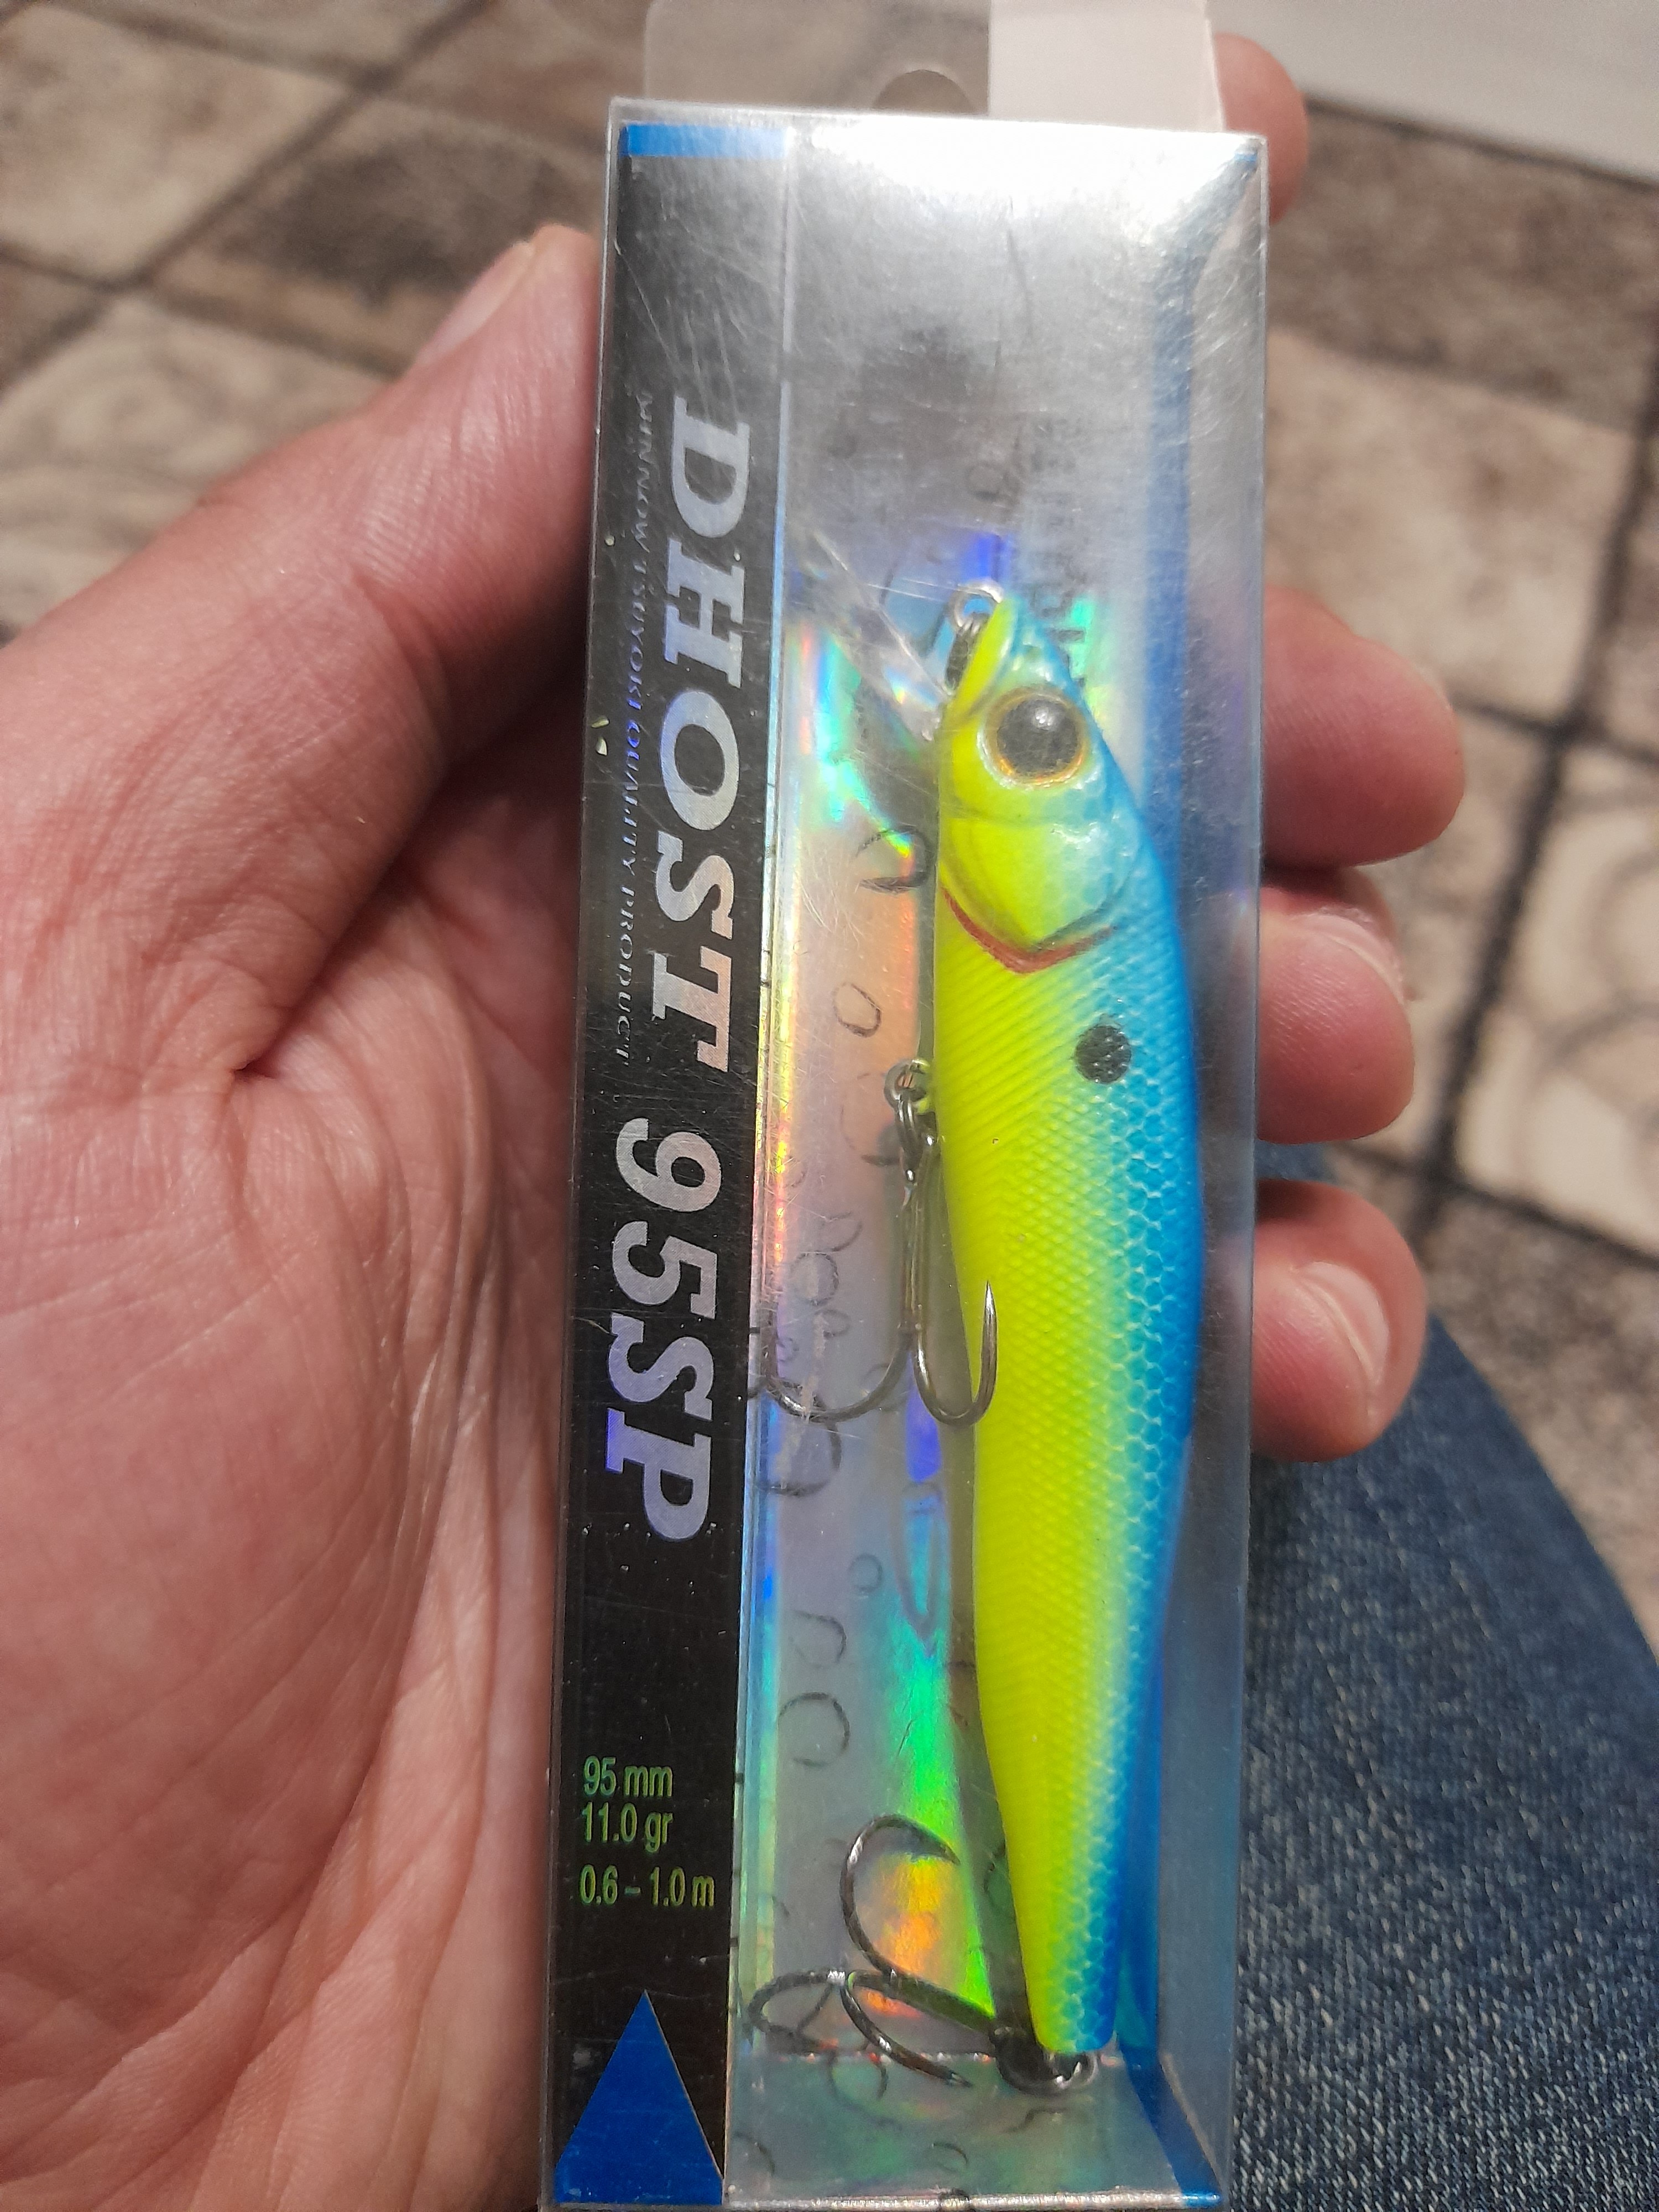 DHOST 95SP
MINNOW TSUYOKI QUALITY PRODUCT
95 mm
11.0 gr
0.6 - 1.0 m